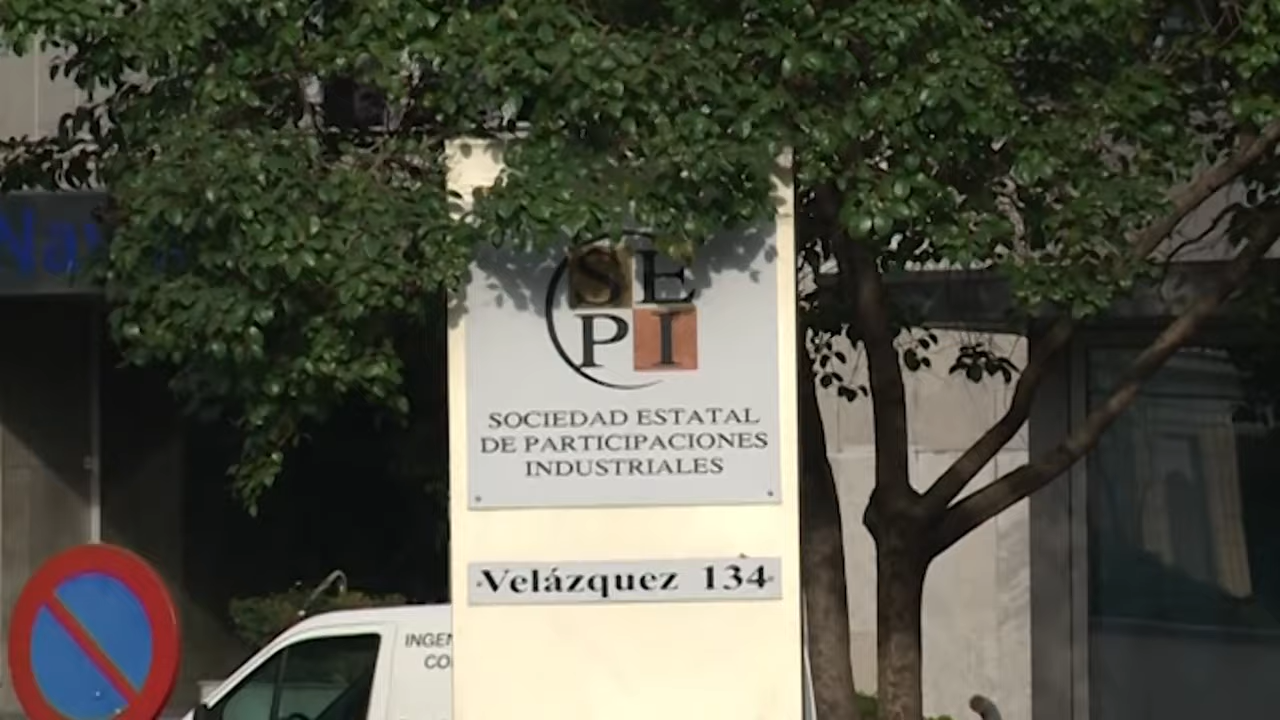 SE
PI
SOCIEDAD ESTATAL
DE PARTICIPACIONES
INDUSTRIALES
Velázquez 134